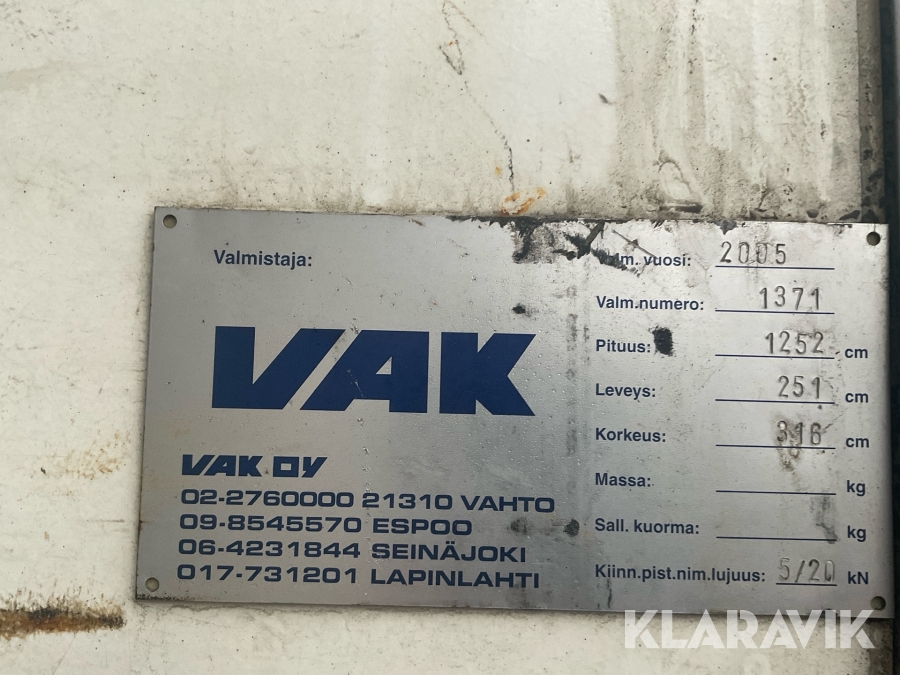 Valmistaja:
VAK
VAK OY
02-2760000 21310 VAHTO
09-8545570 ESPOO
06-4231844 SEINÄJOKI
017-731201 LAPINLAHTI
vuosi: 2005
Valm.numero: 1371
Pituus: 1252 cm
Leveys: 251 cm
Korkeus: 316 cm
Massa: kg
Sall. kuorma: kg
Kiinn.pist.nim.lujuus: 5/20 kN
KLARAVIK